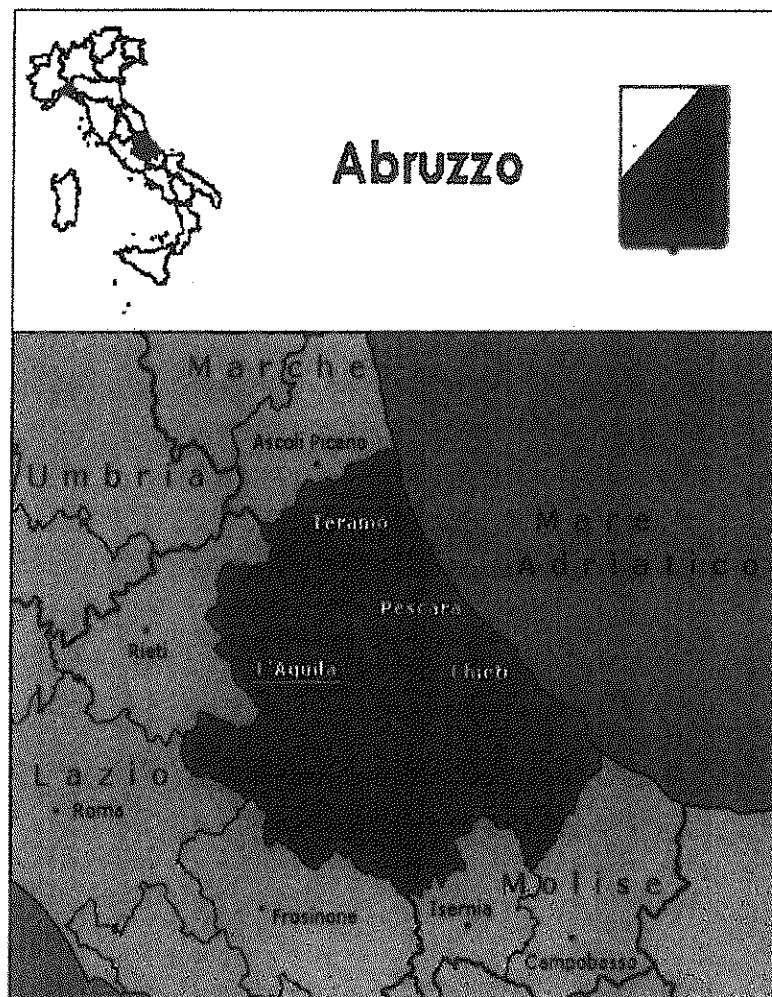 Abruzzo
Marche
Ascoli Piceno
Umbria
Teramo
Mare
Adriatico
Pescara
Rieti
L'Aquila
Chieti
Lazio
Roma
Molise
Frosinone
Isernia
Campobasso